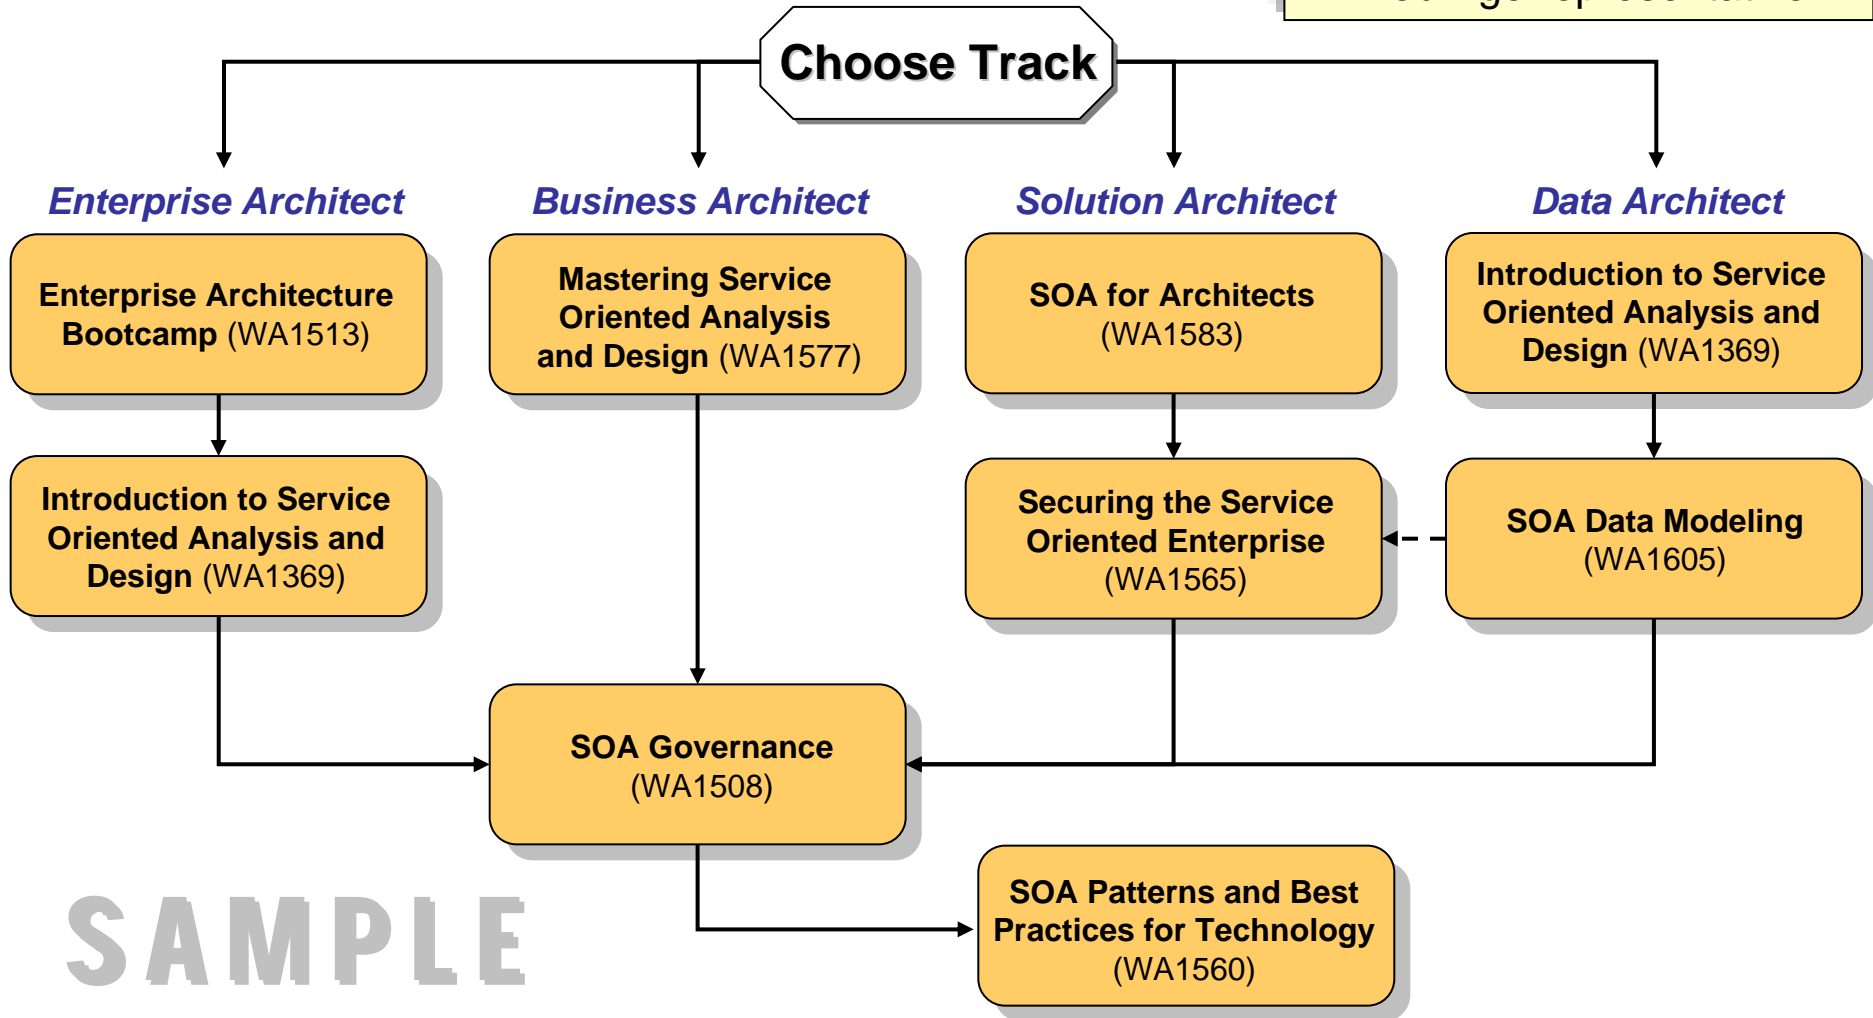 Choose Track
Enterprise Architect
Business Architect
Solution Architect
Data Architect
Enterprise Architecture
Bootcamp (WA1513)
Mastering Service
Oriented Analysis
and Design (WA1577)
SOA for Architects
(WA1583)
Introduction to Service
Oriented Analysis and
Design (WA1369)
Introduction to Service
Oriented Analysis and
Design (WA1369)
Securing the Service
Oriented Enterprise
(WA1565)
SOA Data Modeling
(WA1605)
SOA Governance
(WA1508)
SOA Patterns and Best
Practices for Technology
(WA1560)
SAMPLE